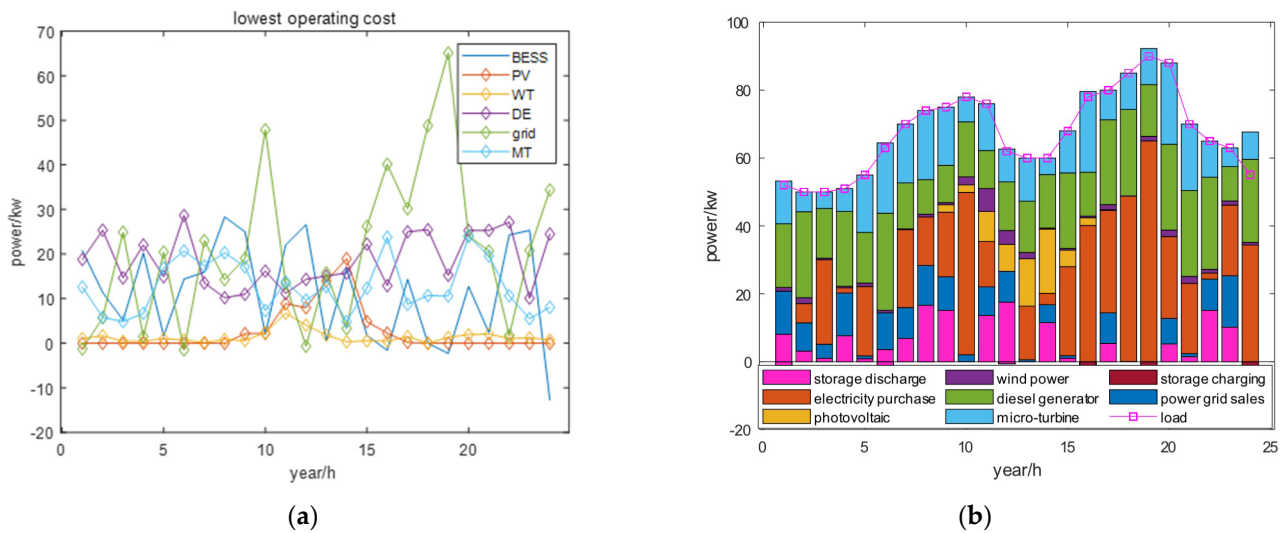 lowest operating cost
70
60
50
40
30
20
10
0
-10
-20
power/kw
BESS
PV
WT
DE
grid
MT
0 5 10 15 20
year/h
(a)
100
80
60
40
20
0
-20
power/kw
storage discharge wind power storage charging
electricity purchase diesel generator power grid sales
photovoltaic micro-turbine load
0 5 10 15 20 25
year/h
(b)